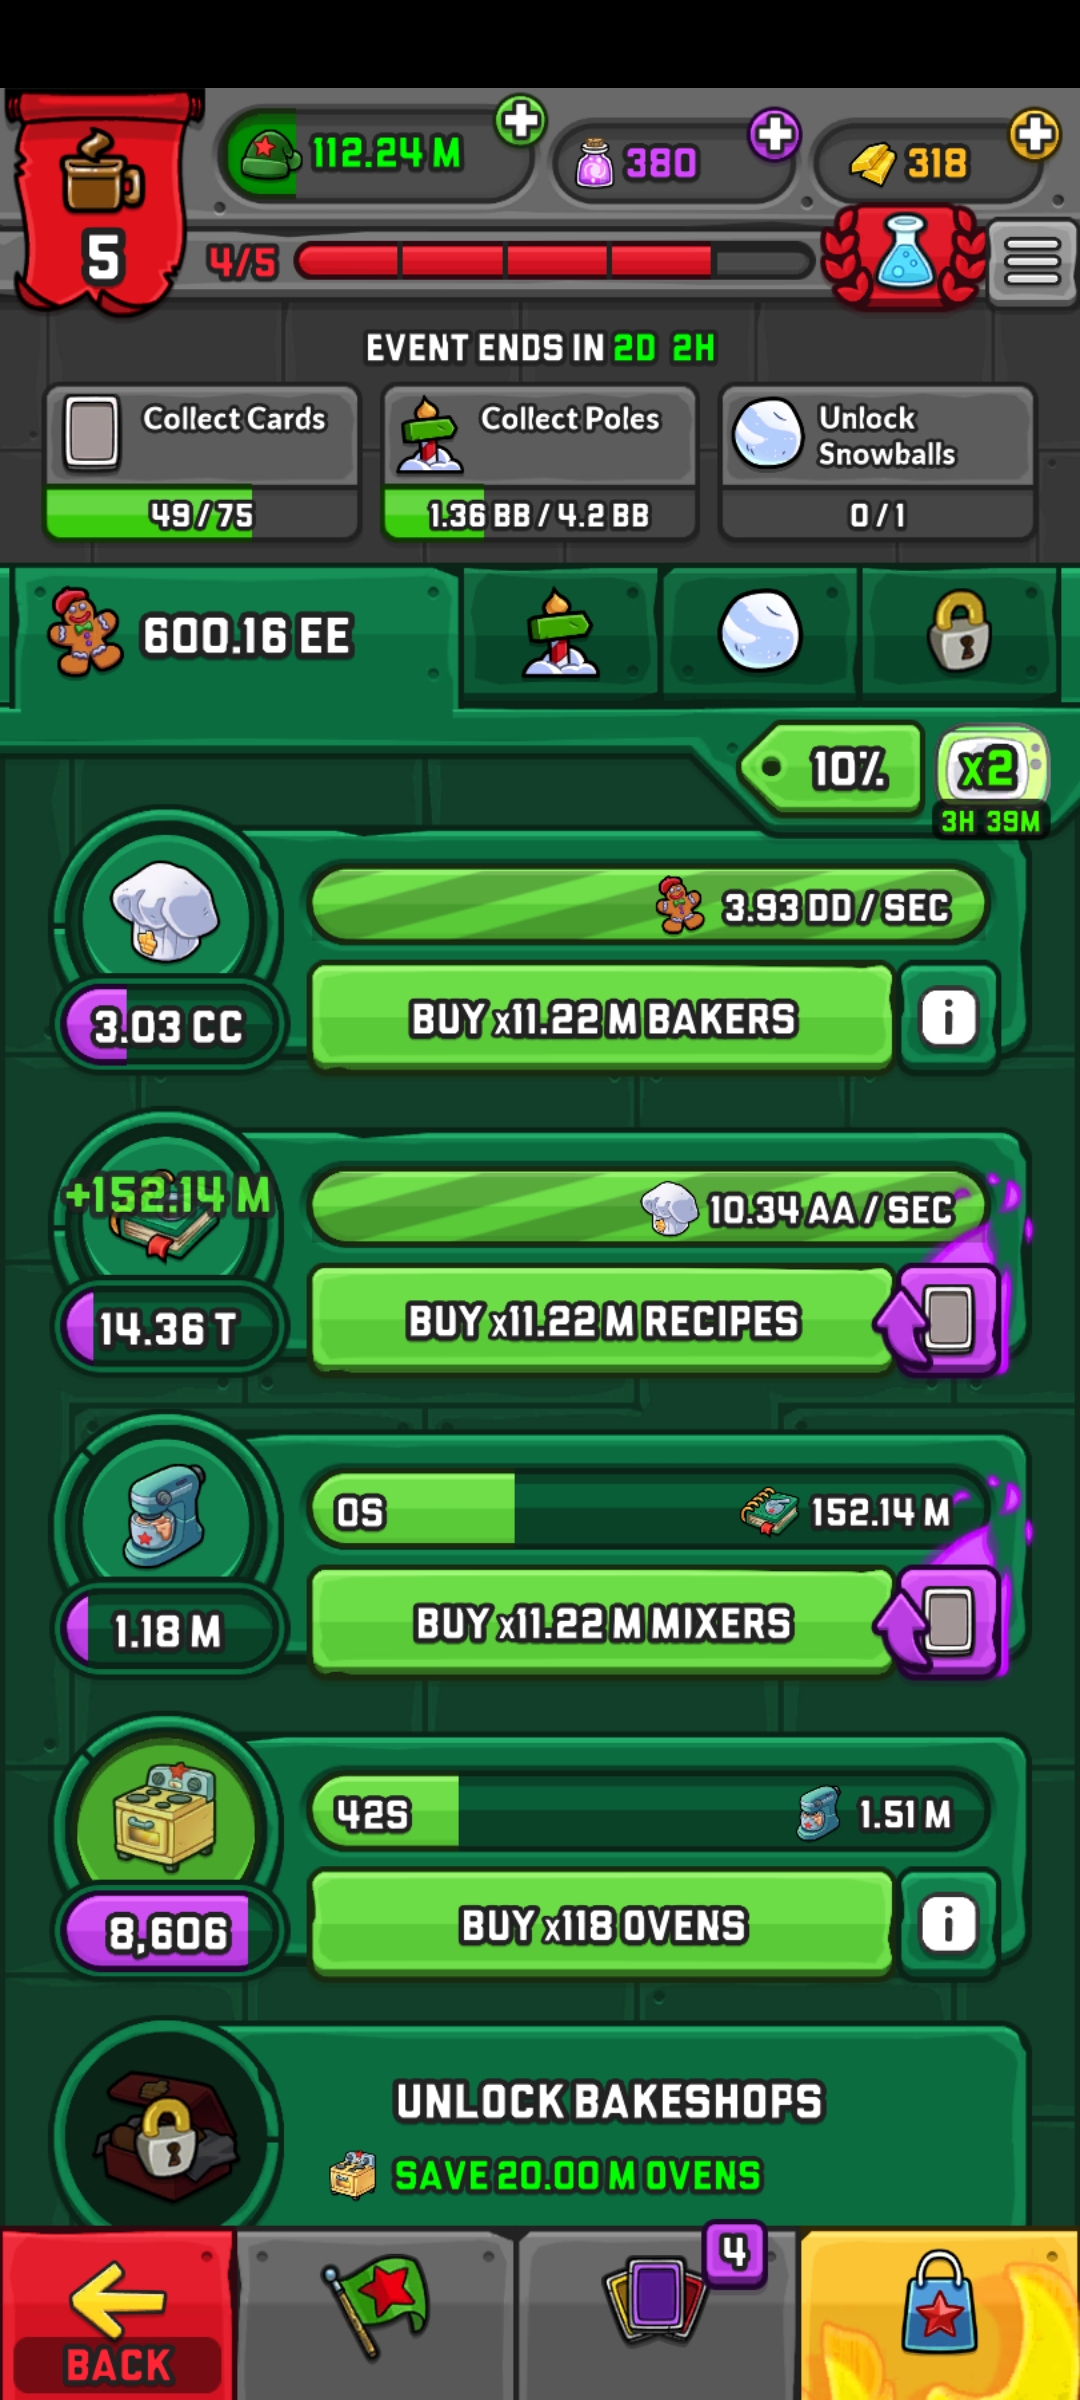 112.24 M
380
318
5
4/5
EVENT ENDS IN 2D 2H
Collect Cards
49/75
Collect Poles
1.36 BB / 4.2 BB
Unlock
Snowballs
0/1
600.16 EE
10%
x2
3H 39M
3.93 DD / SEC
3.03 CC
BUY x11.22 M BAKERS
i
+152.14 M
10.34 AA / SEC
14.36 T
BUY x11.22 M RECIPES
0S
152.14 M
1.18 M
BUY x11.22 M MIXERS
42S
1.51 M
8,606
BUY x118 OVENS
i
UNLOCK BAKESHOPS
SAVE 20.00 M OVENS
4
BACK